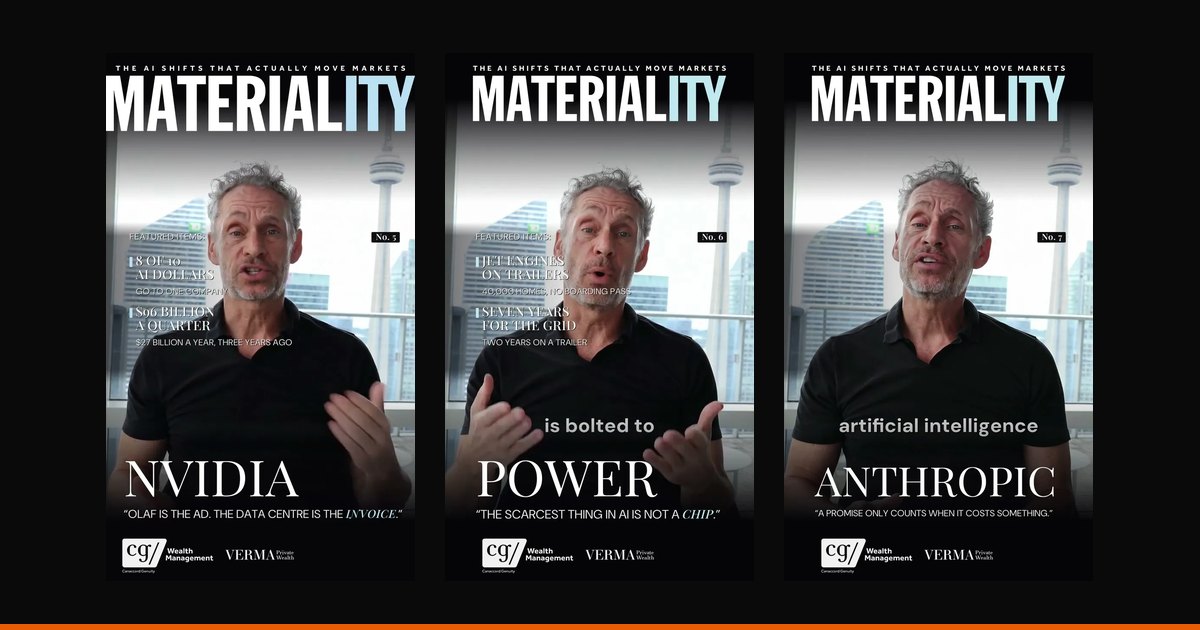 THE AI SHIFTS THAT ACTUALLY MOVE MARKETS
MATERIALITY
No. 5
FEATURED ITEMS:
8 OF 10
AI DOLLARS
GO TO ONE COMPANY
$96 BILLION
A QUARTER
$27 BILLION A YEAR, THREE YEARS AGO
NVIDIA
“OLAF IS THE AD. THE DATA CENTRE IS THE INVOICE.”
cg/ Wealth
Management
Canaccord Genuity
VERMA Private
Wealth
THE AI SHIFTS THAT ACTUALLY MOVE MARKETS
MATERIALITY
No. 6
FEATURED ITEMS:
JET ENGINES
ON TRAILERS
40,000 HOMES, NO BOARDING PASS
SEVEN YEARS
FOR THE GRID
TWO YEARS ON A TRAILER
is bolted to
POWER
“THE SCARCEST THING IN AI IS NOT A CHIP.”
cg/ Wealth
Management
Canaccord Genuity
VERMA Private
Wealth
THE AI SHIFTS THAT ACTUALLY MOVE MARKETS
MATERIALITY
No. 7
artificial intelligence
ANTHROPIC
“A PROMISE ONLY COUNTS WHEN IT COSTS SOMETHING.”
cg/ Wealth
Management
Canaccord Genuity
VERMA Private
Wealth